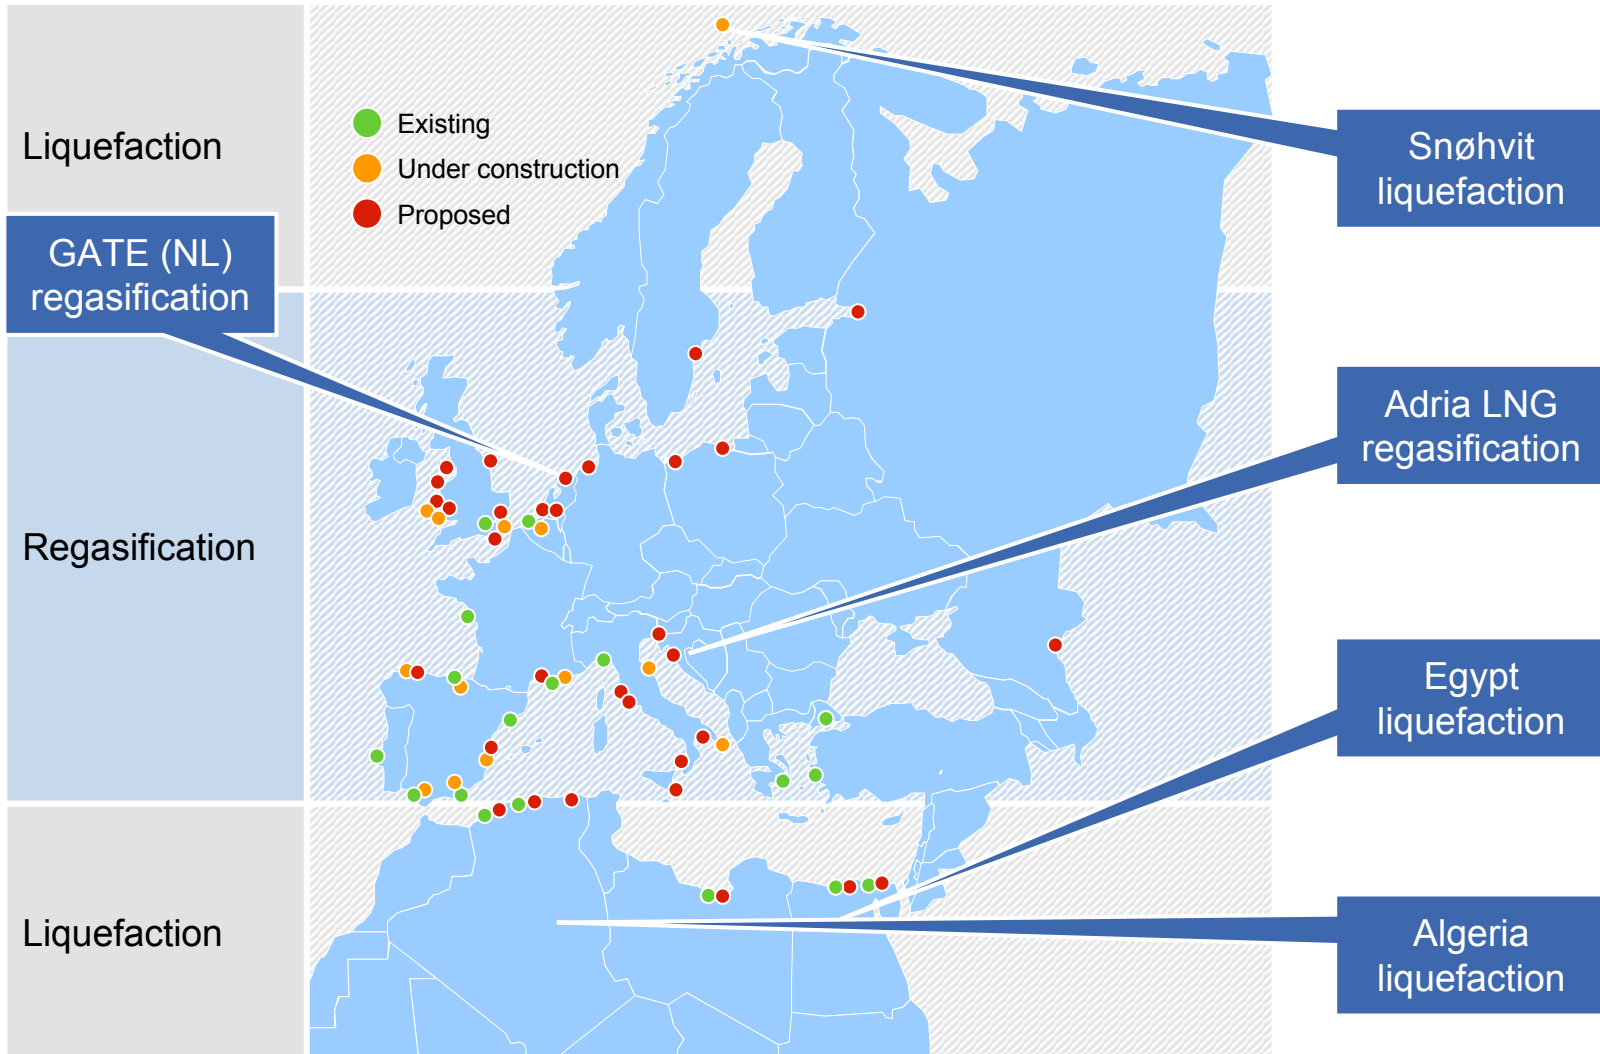 Liquefaction
Existing
Under construction
Proposed
Snøhvit
liquefaction
GATE (NL)
regasification
Regasification
Adria LNG
regasification
Egypt
liquefaction
Liquefaction
Algeria
liquefaction